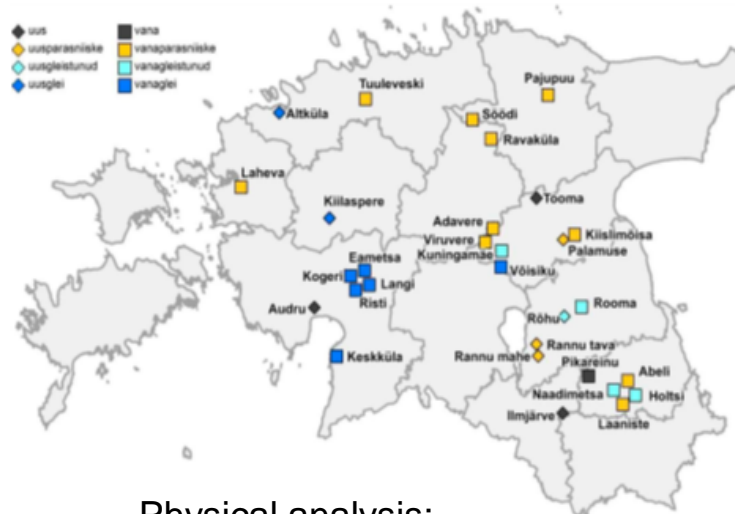 uus vana
uusparasniiske vanaparasniiske
uusgleistunud vanagleistunud
uusglei vanaglei
Tuuleveski
Pajupuu
Altküla
Söödi
Ravaküla
Laheva
Tooma
Kiilaspere
Adavere
Kiislimõisa
Viruvere
Palamuse
Kuningamäe
Eametsa
Võisiku
Kogeri
Langi
Risti
Rooma
Audru
Rõhu
Rannu tava
Keskküla
Rannu mahe
Pikareinu
Abeli
Naadimetsa
Holtsi
Ilmjärve
Laaniste
Physical analysis: